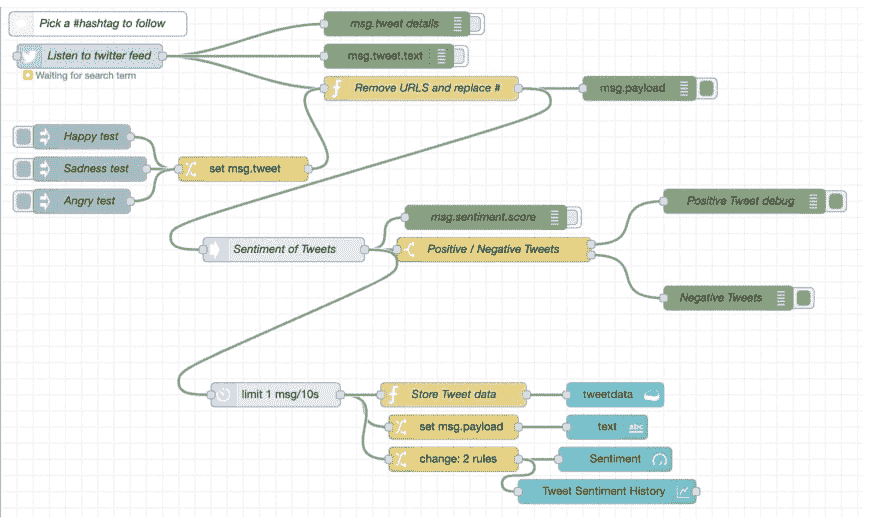 Pick a #hashtag to follow
msg.tweet details
Listen to twitter feed
msg.tweet.text
Waiting for search term
Remove URLS and replace #
msg.payload
Happy test
Sadness test
set msg.tweet
Angry test
Positive Tweet debug
msg.sentiment.score
Sentiment of Tweets
Positive / Negative Tweets
Negative Tweets
limit 1 msg/10s
Store Tweet data
tweetdata
set msg.payload
text
abc
change: 2 rules
Sentiment
Tweet Sentiment History